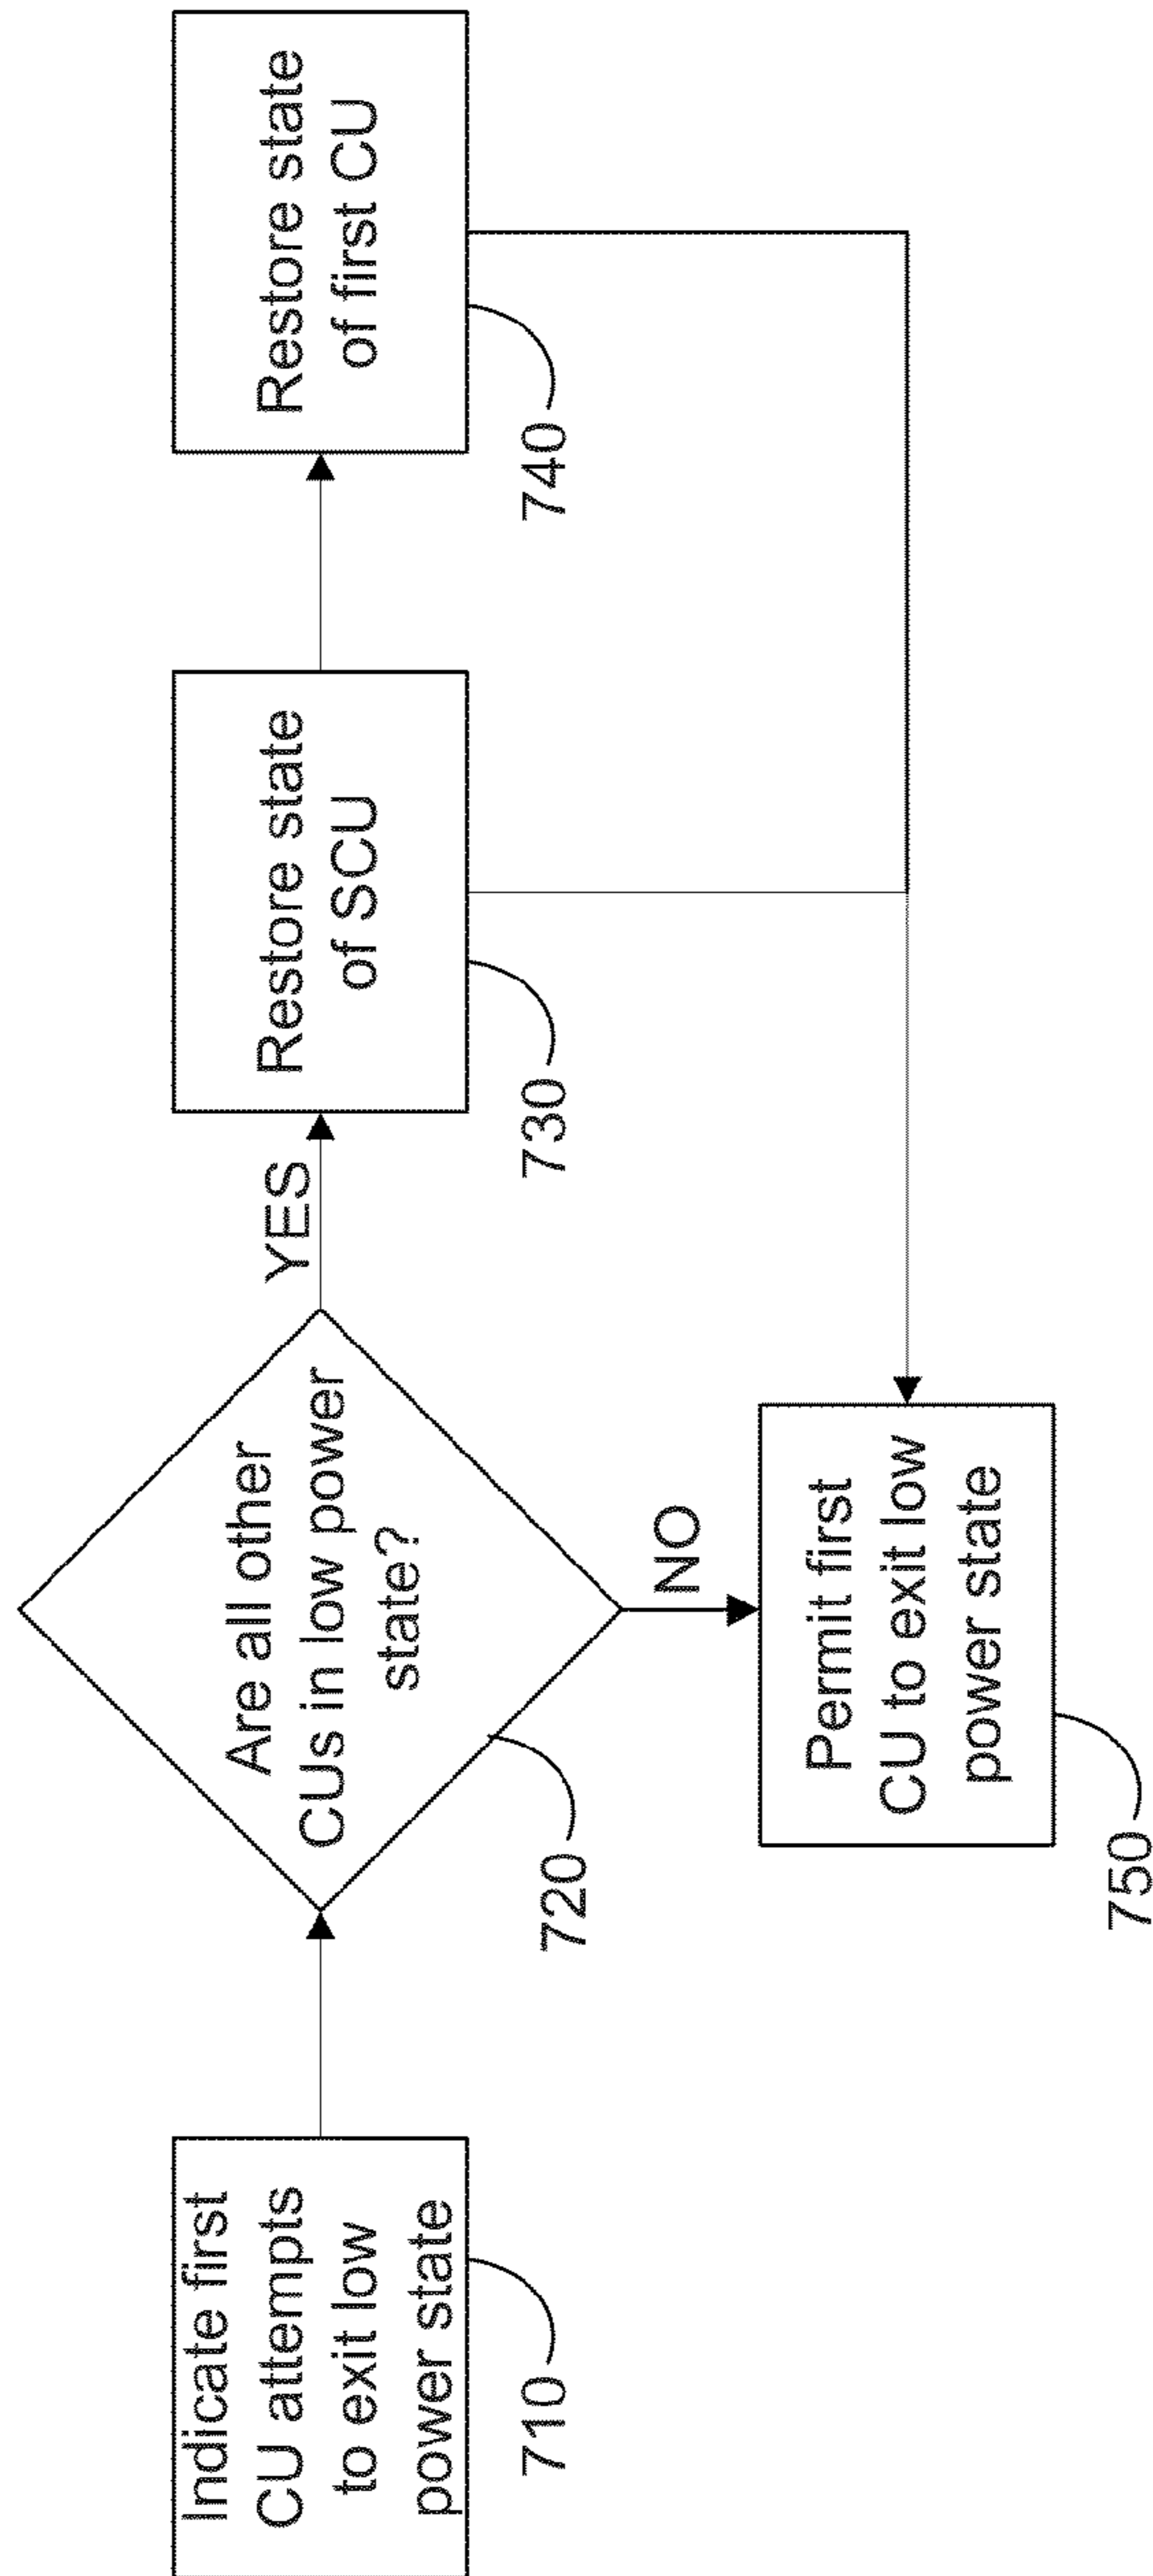 Indicate first
CU attempts
to exit low
power state
710
Are all other
CUs in low power
state?
720
YES
NO
Restore state
of SCU
730
Restore state
of first CU
740
Permit first
CU to exit low
power state
750